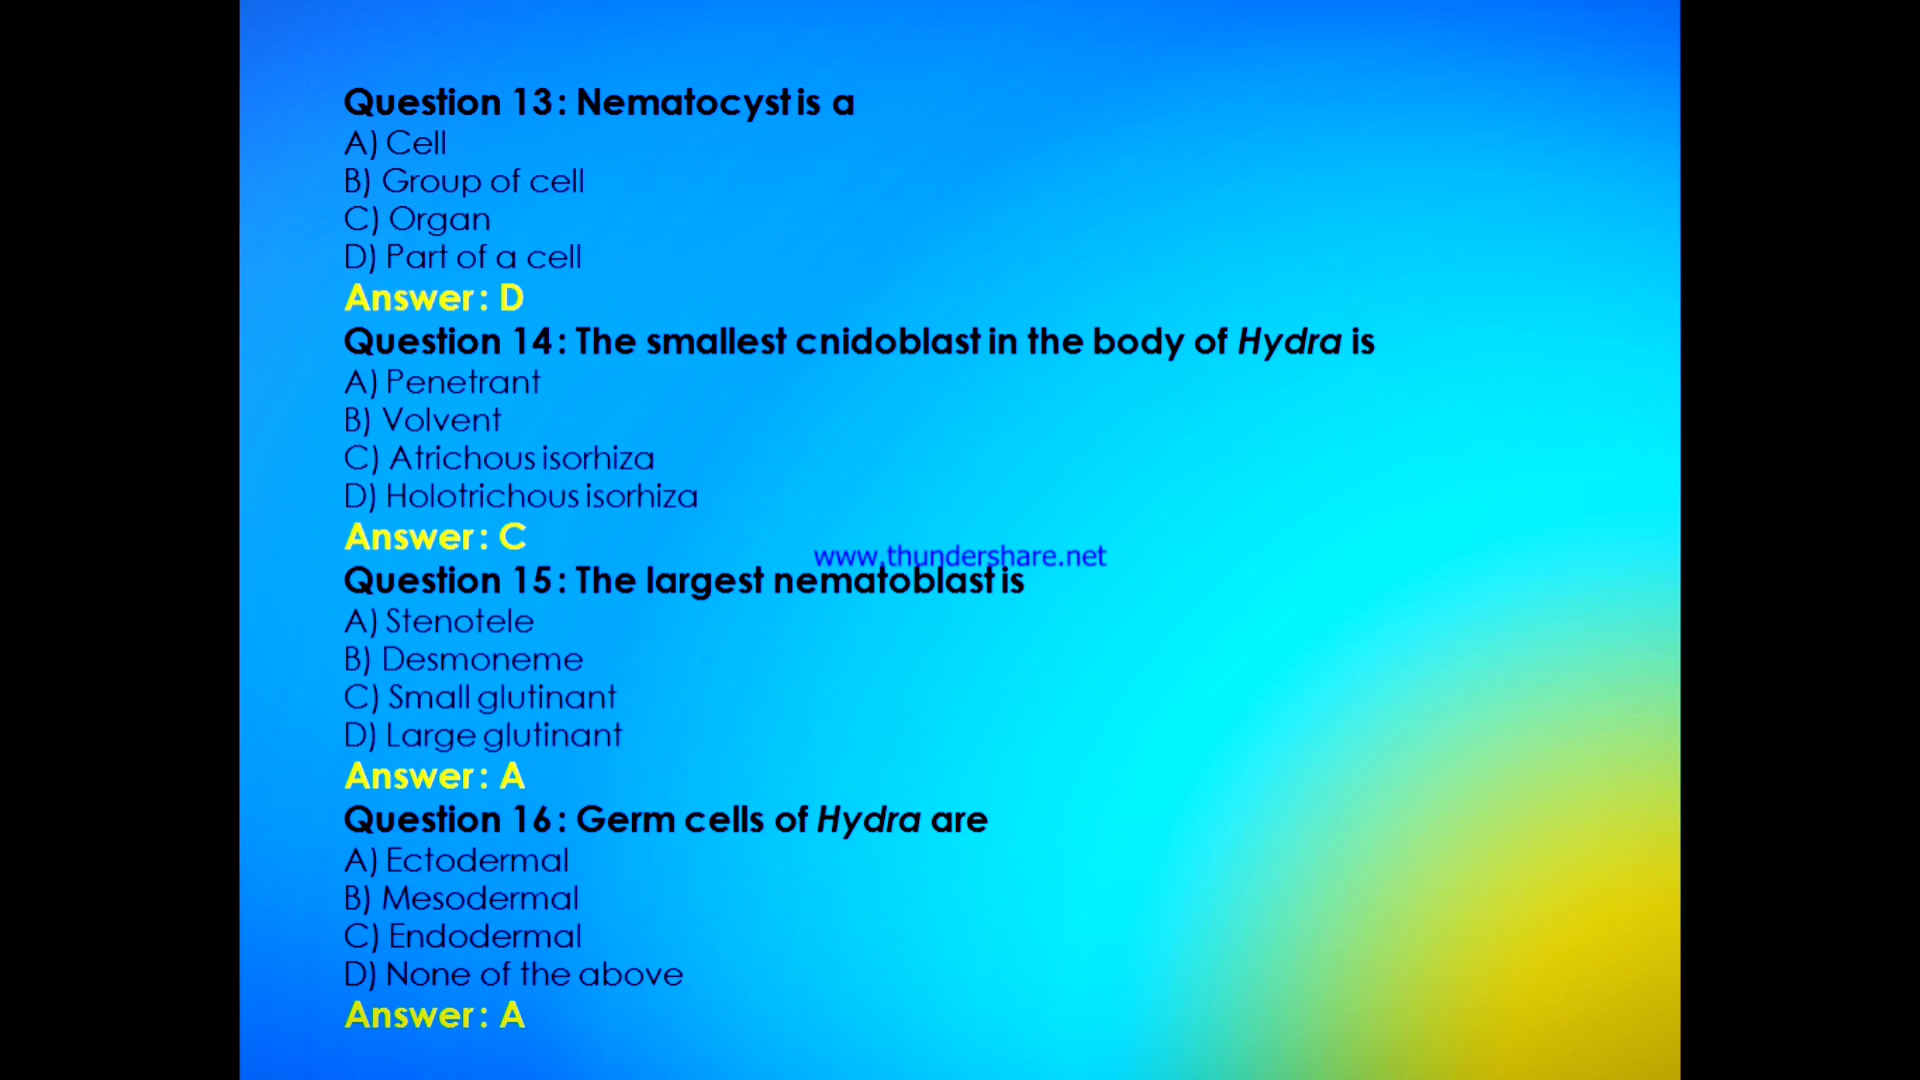 Question 13: Nematocyst is a
A) Cell
B) Group of cell
C) Organ
D) Part of a cell
Answer: D
Question 14: The smallest cnidoblast in the body of Hydra is
A) Penetrant
B) Volvent
C) Atrichous isorhiza
D) Holotrichous isorhiza
Answer: C
www.thundershare.net
Question 15: The largest nematoblast is
A) Stenotele
B) Desmoneme
C) Small glutinant
D) Large glutinant
Answer: A
Question 16: Germ cells of Hydra are
A) Ectodermal
B) Mesodermal
C) Endodermal
D) None of the above
Answer: A